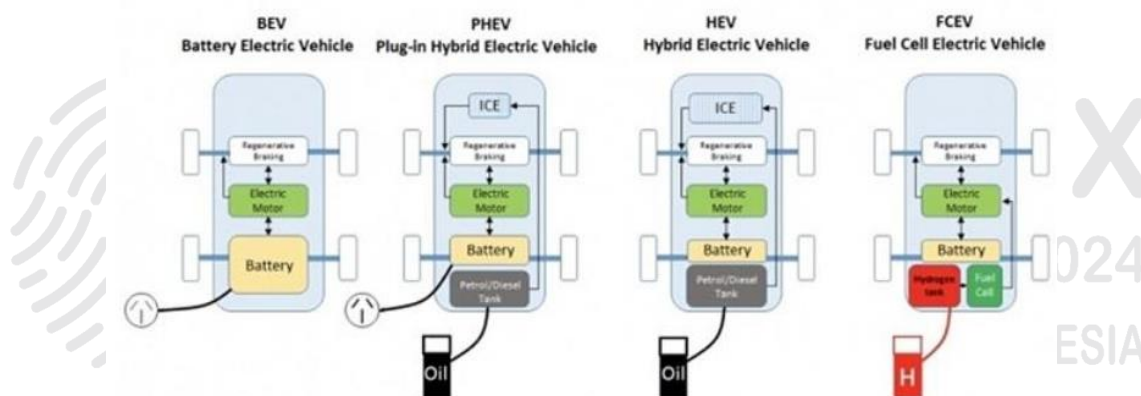 BEV
Battery Electric Vehicle
PHEV
Plug-in Hybrid Electric Vehicle
HEV
Hybrid Electric Vehicle
FCEV
Fuel Cell Electric Vehicle
Regenerative
Braking
Electric
Motor
Battery
ICE
Regenerative
Braking
Electric
Motor
Battery
Petrol/Diesel
Tank
Oil
ICE
Regenerative
Braking
Electric
Motor
Battery
Petrol/Diesel
Tank
Oil
Regenerative
Braking
Electric
Motor
Battery
Hydrogen
tank
Fuel
Cell
H
X
024
ESIA